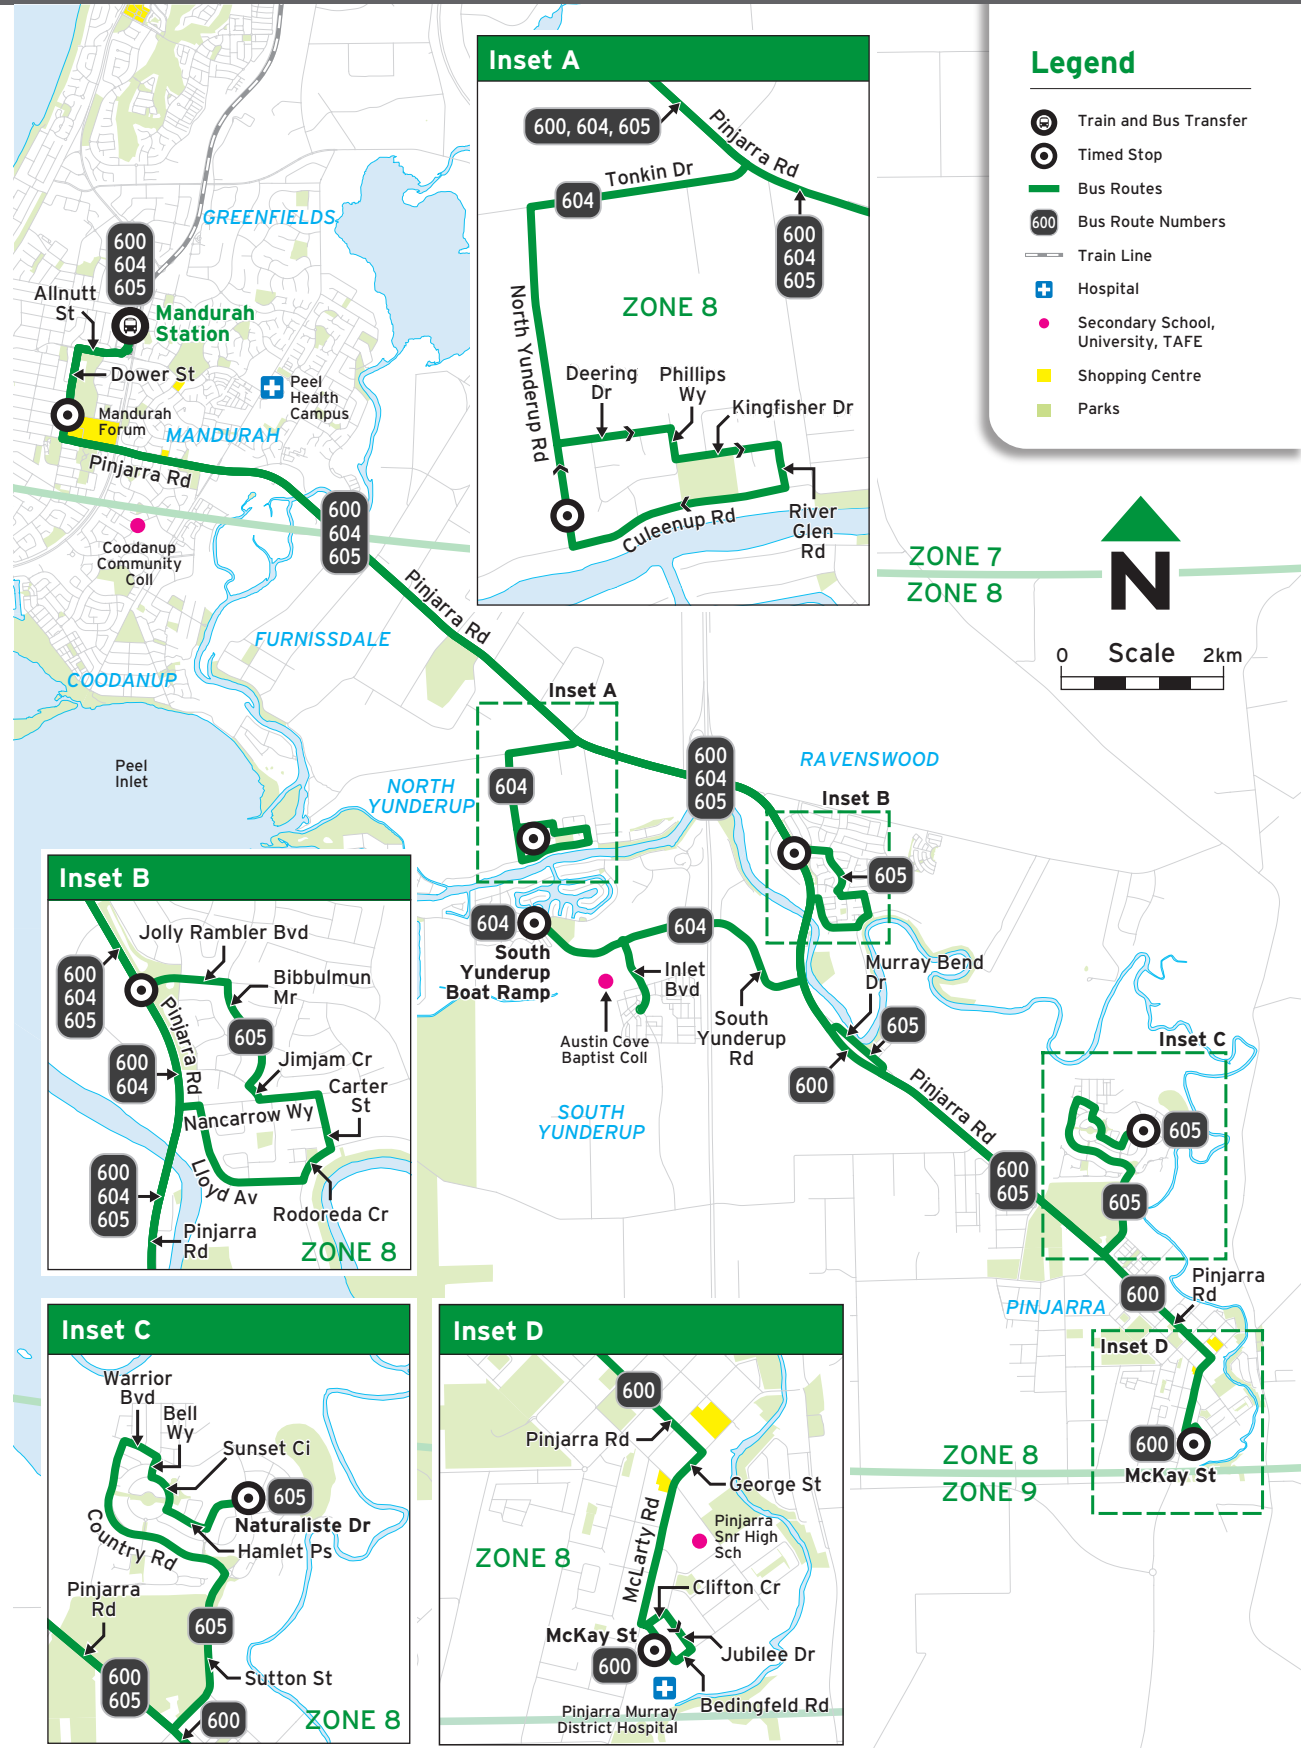 Inset A
600, 604, 605
Pinjarra Rd
Tonkin Dr
604
600
604
605
ZONE 8
North Yunderup Rd
Deering
Dr
Phillips
Wy
Kingfisher Dr
Culeenup Rd
River
Glen
Rd
Legend
Train and Bus Transfer
Timed Stop
Bus Routes
600
Bus Route Numbers
Train Line
Hospital
Secondary School,
University, TAFE
Shopping Centre
Parks
N
Scale
0
2km
ZONE 7
ZONE 8
GREENFIELDS
600
604
605
Allnutt
St
Mandurah
Station
Dower St
Peel
Health
Campus
Mandurah
Forum
MANDURAH
Pinjarra Rd
600
604
605
Coodanup
Community
Coll
Pinjarra Rd
FURNISSDALE
COODANUP
Peel
Inlet
Inset A
NORTH
YUNDERUP
604
600
604
605
RAVENSWOOD
Inset B
605
604
South
Yunderup
Boat Ramp
604
Inlet
Bvd
Austin Cove
Baptist Coll
South
Yunderup
Rd
Murray Bend
Dr
605
600
SOUTH
YUNDERUP
Pinjarra Rd
Inset C
605
600
605
605
PINJARRA
600
Pinjarra
Rd
Inset D
600
McKay St
ZONE 8
ZONE 9
Inset B
Jolly Rambler Bvd
600
604
605
Bibbulmun
Mr
Pinjarra Rd
605
600
604
Jimjam Cr
Carter
St
Nancarrow Wy
600
604
605
Lloyd Av
Rodoreda Cr
Pinjarra
Rd
ZONE 8
Inset C
Warrior
Bvd
Bell
Wy
Sunset Ci
605
Naturaliste Dr
Hamlet Ps
Country Rd
Pinjarra
Rd
605
600
605
Sutton St
600
ZONE 8
Inset D
600
Pinjarra Rd
George St
McLarty Rd
Pinjarra
Snr High
Sch
ZONE 8
Clifton Cr
McKay St
600
Jubilee Dr
Bedingfeld Rd
Pinjarra Murray
District Hospital